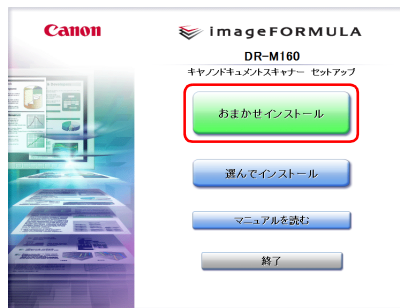 Canon
imageFORMULA
DR-M160
キヤノンドキュメントスキャナー セットアップ
おまかせインストール
選んでインストール
マニュアルを読む
終了